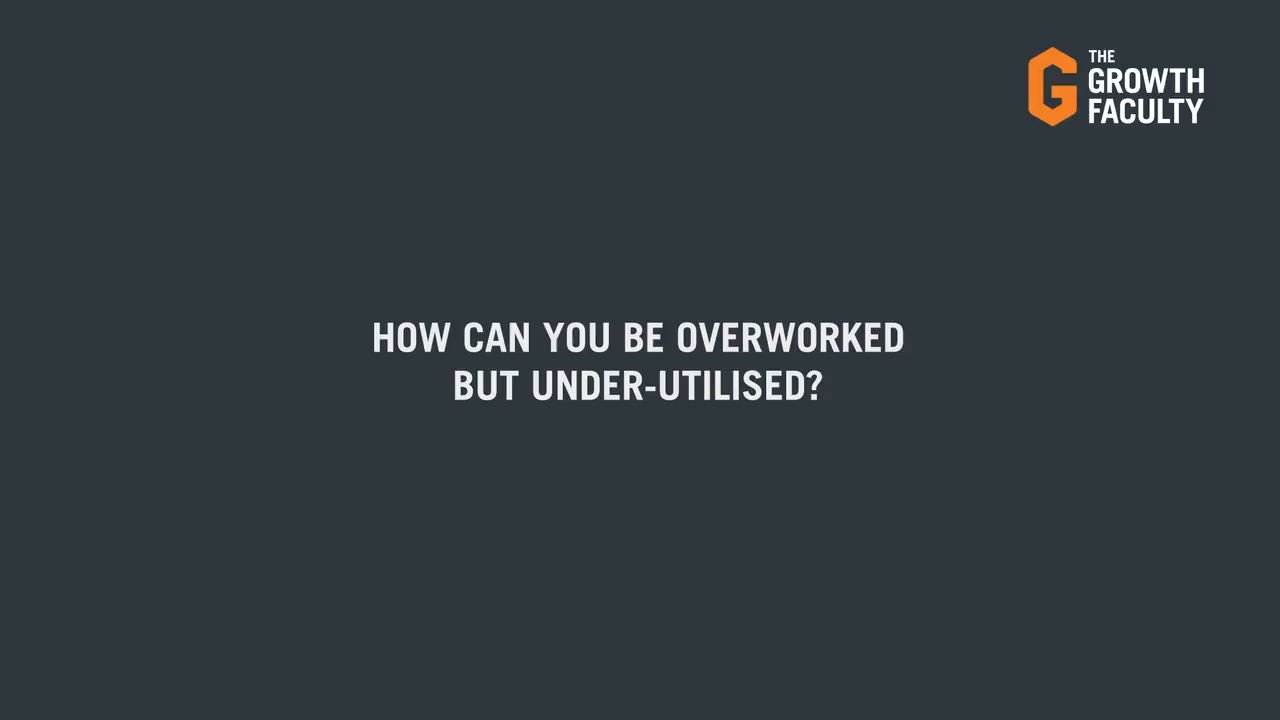 THE
GROWTH
FACULTY
HOW CAN YOU BE OVERWORKED
BUT UNDER-UTILISED?